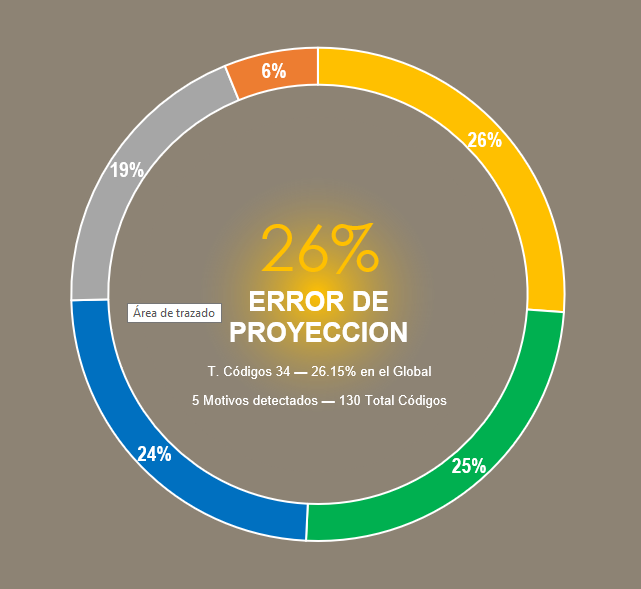 6%
26%
19%
26%
ERROR DE
PROYECCION
Área de trazado
T. Códigos 34 — 26.15% en el Global
5 Motivos detectados — 130 Total Códigos
24%
25%